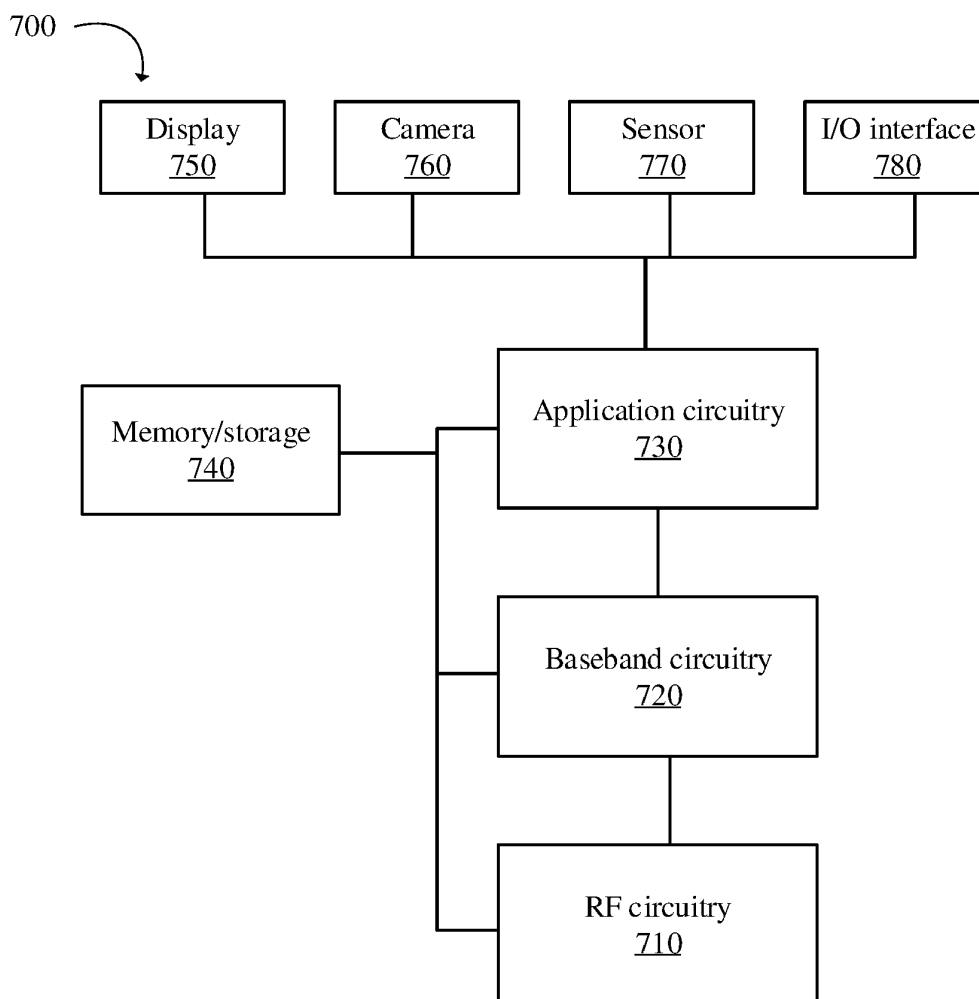 700
Display
750
Camera
760
Sensor
770
I/O interface
780
Application circuitry
730
Memory/storage
740
Baseband circuitry
720
RF circuitry
710